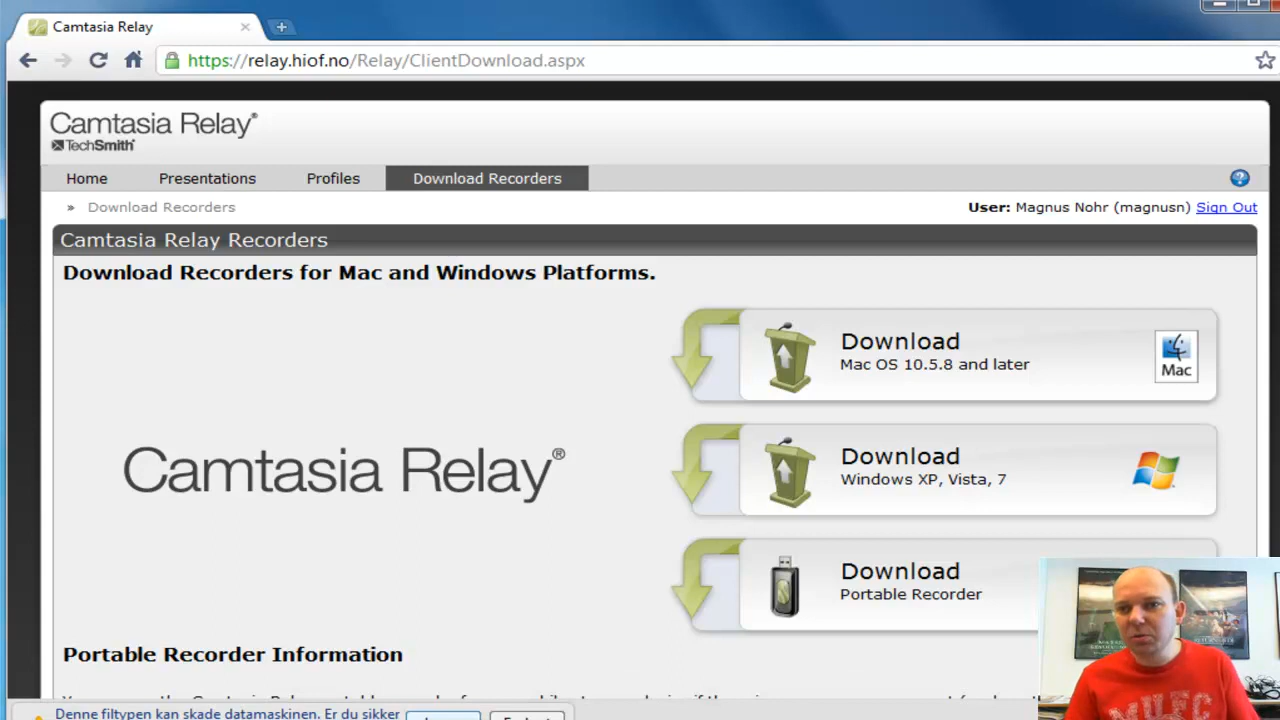 Camtasia Relay
https://relay.hiof.no/Relay/ClientDownload.aspx
Camtasia Relay®
TechSmith
Home Presentations Profiles Download Recorders
» Download Recorders
User: Magnus Nohr (magnusn) Sign Out
Camtasia Relay Recorders
Download Recorders for Mac and Windows Platforms.
Download
Mac OS 10.5.8 and later
Mac
Camtasia Relay®
Download
Windows XP, Vista, 7
Download
Portable Recorder
Portable Recorder Information
Denne filtypen kan skade datamaskinen. Er du sikker